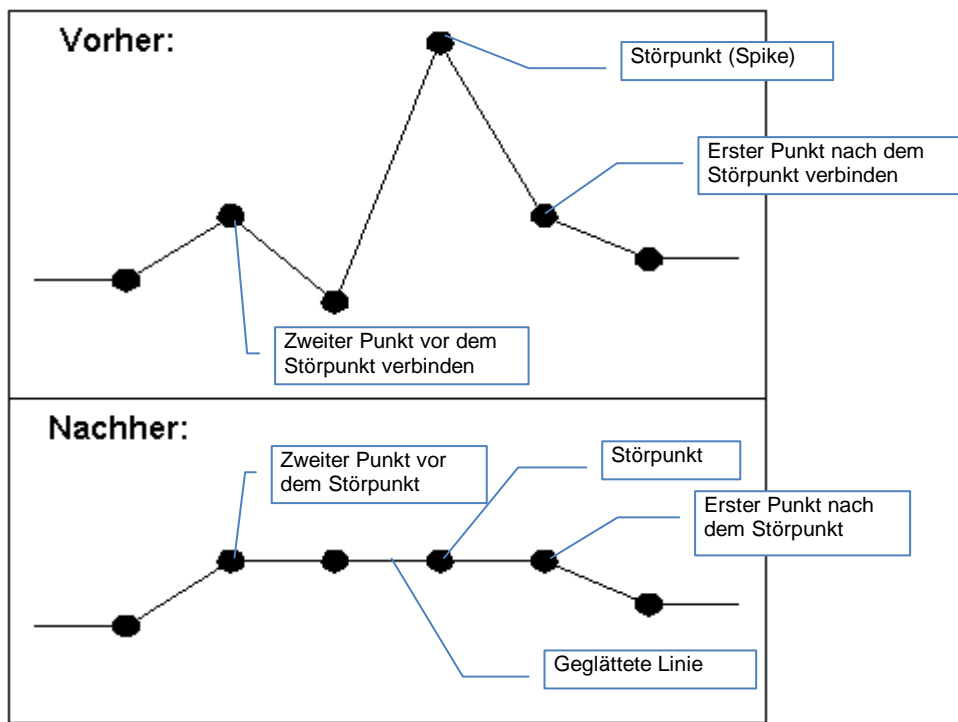 Vorher:
Störpunkt (Spike)
Erster Punkt nach dem
Störpunkt verbinden
Zweiter Punkt vor dem
Störpunkt verbinden
Nachher:
Zweiter Punkt vor
dem Störpunkt
Störpunkt
Erster Punkt nach
dem Störpunkt
Geglättete Linie